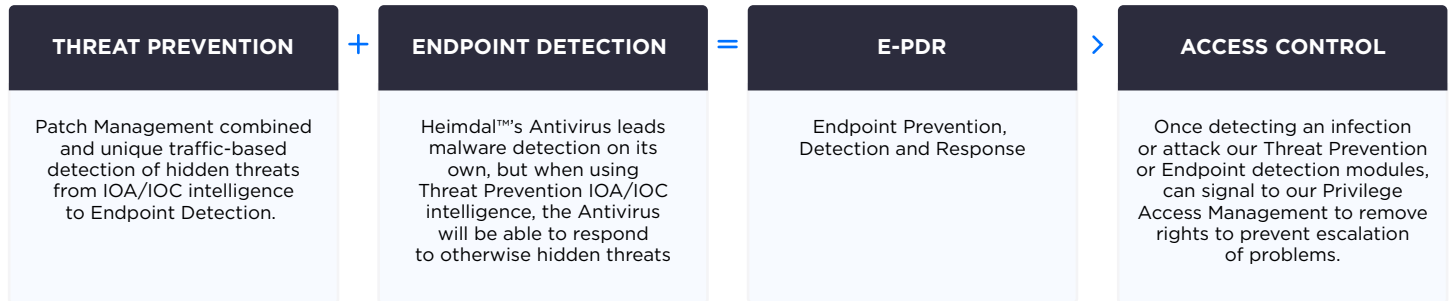 THREAT PREVENTION
+
ENDPOINT DETECTION
=
E-PDR
>
ACCESS CONTROL
Patch Management combined
and unique traffic-based
detection of hidden threats
from IOA/IOC intelligence
to Endpoint Detection.
Heimdal™'s Antivirus leads
malware detection on its
own, but when using
Threat Prevention IOA/IOC
intelligence, the Antivirus
will be able to respond
to otherwise hidden threats
Endpoint Prevention,
Detection and Response
Once detecting an infection
or attack our Threat Prevention
or Endpoint detection modules,
can signal to our Privilege
Access Management to remove
rights to prevent escalation
of problems.